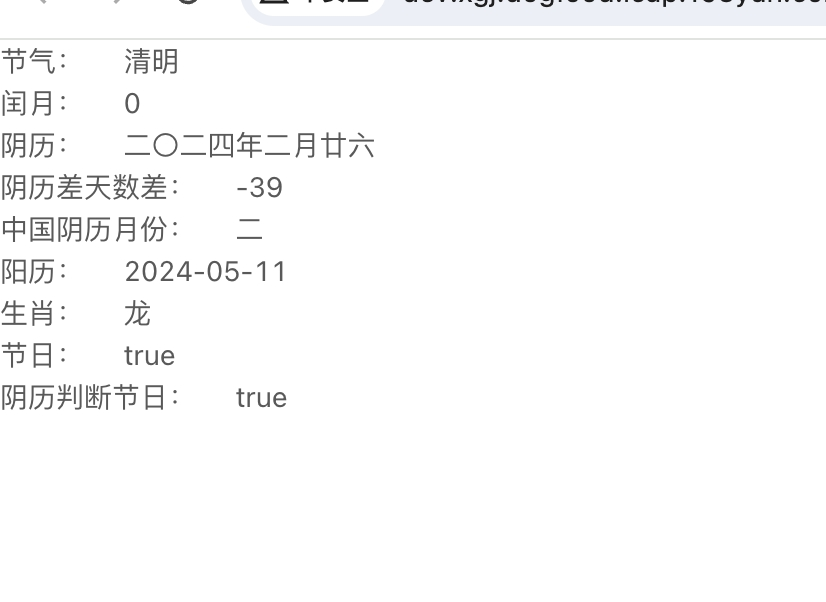 节气： 清明
闰月： 0
阴历： 二〇二四年二月廿六
阴历差天数差： -39
中国阴历月份： 二
阳历： 2024-05-11
生肖： 龙
节日： true
阴历判断节日： true